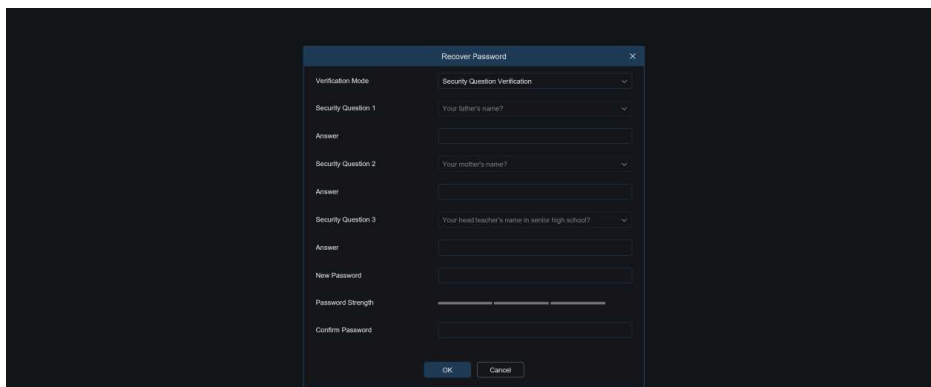 Recover Password
Verification Mode Security Question Verification
Security Question 1 Your father's name?
Answer
Security Question 2 Your mother's name?
Answer
Security Question 3 Your head teacher's name in senior high school?
Answer
New Password
Password Strength
Confirm Password
OK Cancel